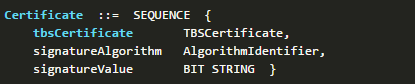 Certificate ::= SEQUENCE {
tbsCertificate TBSCertificate,
signatureAlgorithm AlgorithmIdentifier,
signatureValue BIT STRING }